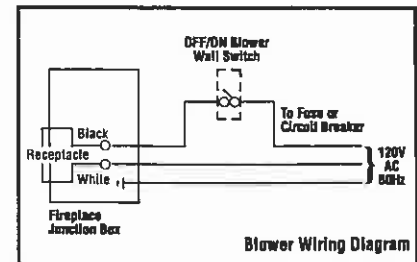 OFF/ON Blower
Wall Switch
To Fuse or
Circuit Breaker
Black
Receptacle
White
120V
AC
60Hz
Fireplace
Junction Box
Blower Wiring Diagram